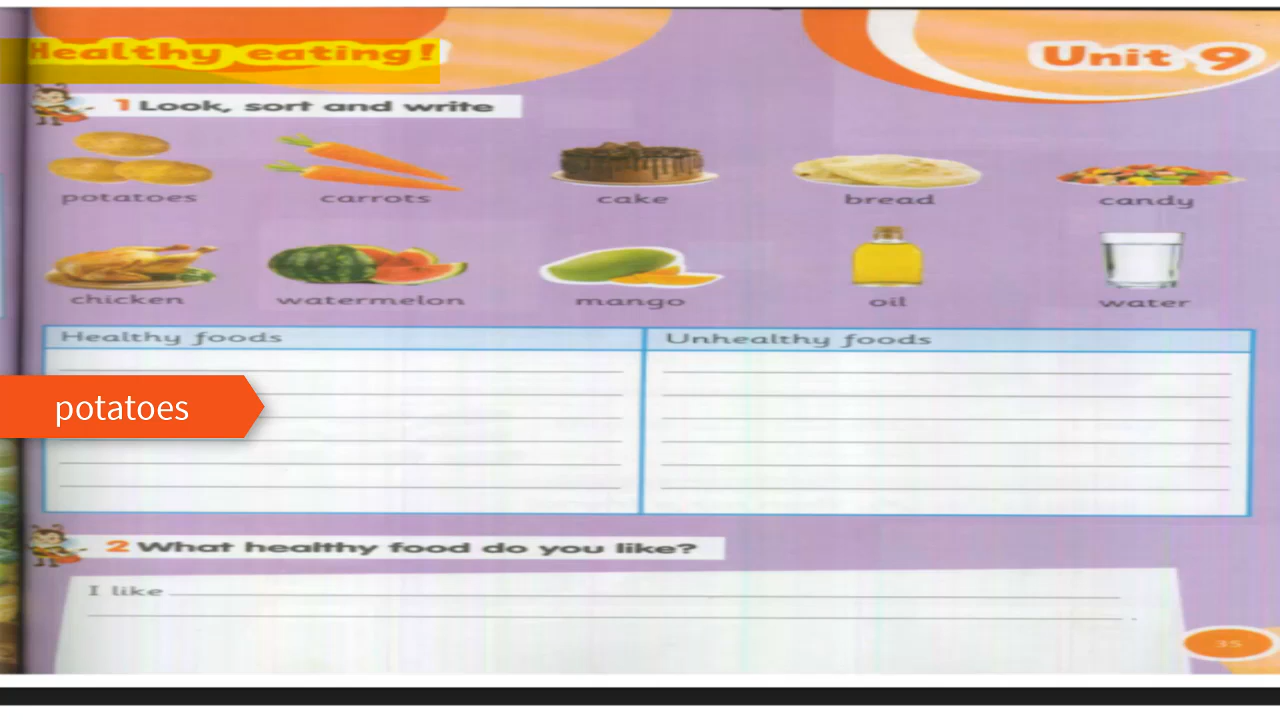 Healthy eating!
Unit 9
1 Look, sort and write
potatoes carrots cake bread candy
chicken watermelon mango oil water
Healthy foods Unhealthy foods
potatoes
2 What healthy food do you like?
I like
.
35